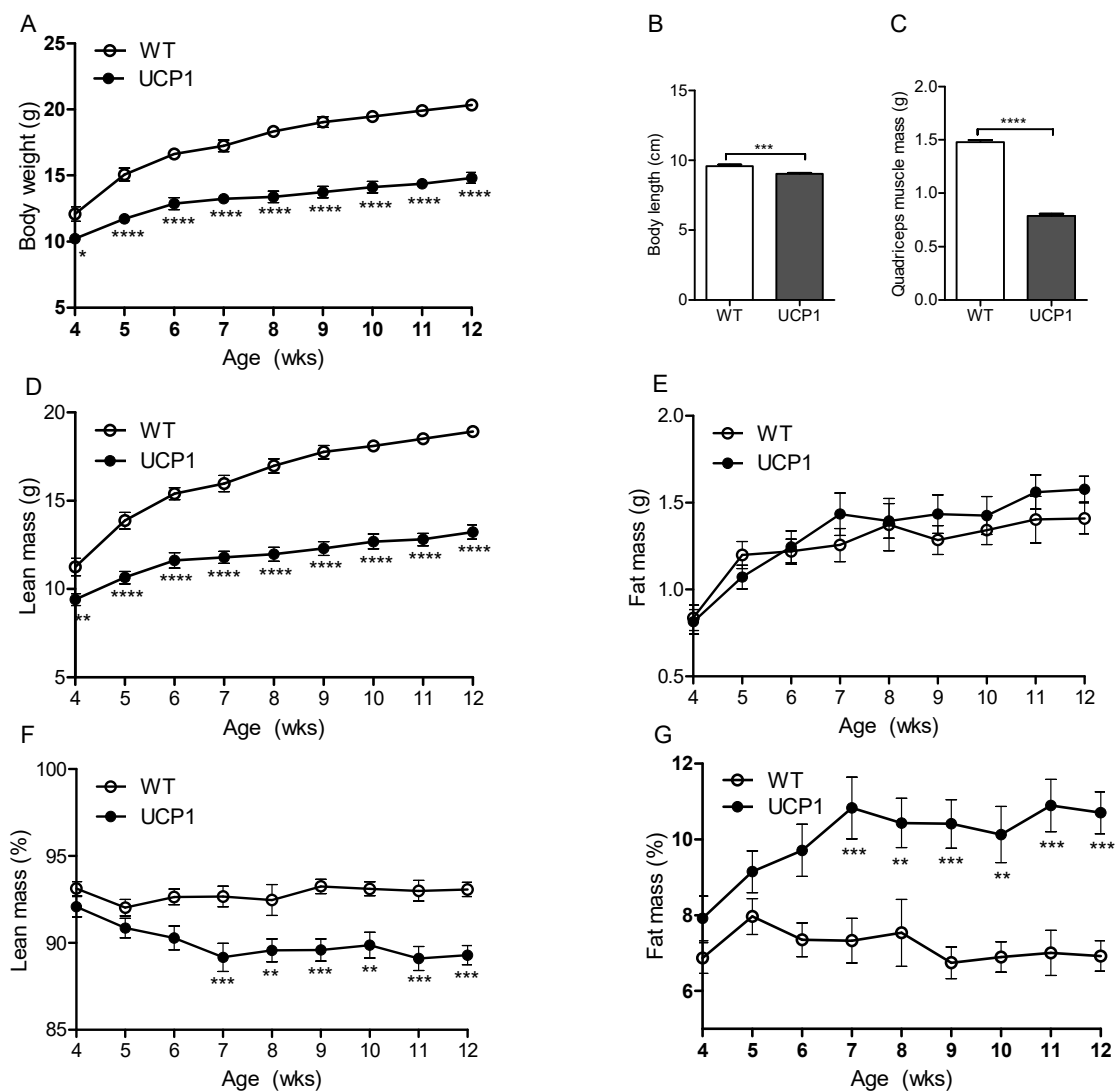 A
WT
UCP1
Body weight (g)
25
20
15
10
5
*
****
****
****
****
****
****
****
****
4 5 6 7 8 9 10 11 12
Age (wks)
B
Body length (cm)
15
10
5
0
***
WT UCP1
C
Quadriceps muscle mass (g)
2.0
1.5
1.0
0.5
0.0
****
WT UCP1
D
WT
UCP1
Lean mass (g)
20
15
10
5
**
****
****
****
****
****
****
****
****
4 5 6 7 8 9 10 11 12
Age (wks)
E
WT
UCP1
Fat mass (g)
2.0
1.5
1.0
0.5
4 5 6 7 8 9 10 11 12
Age (wks)
F
WT
UCP1
Lean mass (%)
100
95
90
85
***
**
***
**
***
***
4 5 6 7 8 9 10 11 12
Age (wks)
G
WT
UCP1
Fat mass (%)
12
10
8
6
***
**
***
**
***
***
4 5 6 7 8 9 10 11 12
Age (wks)